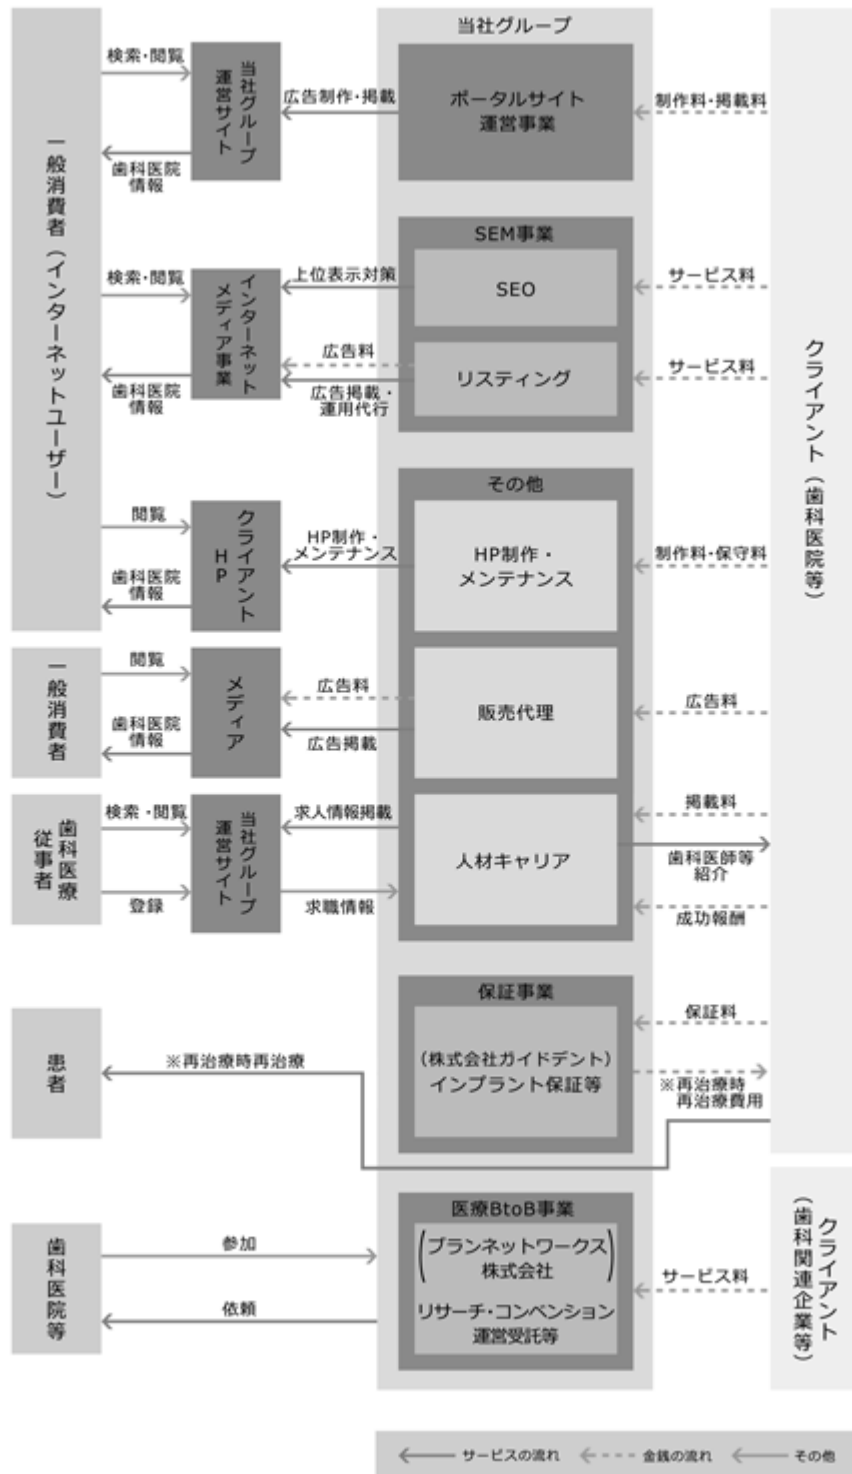 当社グループ
一般消費者（インターネットユーザー）
検索・閲覧
歯科医院
情報
当社グループ
運営サイト
広告制作・掲載
ポータルサイト
運営事業
制作料・掲載料
クライアント（歯科医院等）
SEM事業
検索・閲覧
歯科医院
情報
インターネット
メディア事業
上位表示対策
SEO
サービス料
広告料
広告掲載・
運用代行
リスティング
サービス料
その他
閲覧
歯科医院
情報
クライアント
HP
HP制作・
メンテナンス
HP制作・
メンテナンス
制作料・保守料
一般消費者
閲覧
歯科医院
情報
メディア
広告料
広告掲載
販売代理
広告料
歯科医療
従事者
検索・閲覧
登録
当社グループ
運営サイト
求人情報掲載
求職情報
人材キャリア
掲載料
歯科医師等
紹介
成功報酬
保証事業
患者
※再治療時再治療
（株式会社ガイドデント）
インプラント保証等
保証料
※再治療時
再治療費用
医療BtoB事業
歯科医院等
参加
依頼
（プランネットワークス
株式会社）
リサーチ・コンベンション
運営受託等
サービス料
クライアント
（歯科関連企業等）
サービスの流れ
金銭の流れ
その他